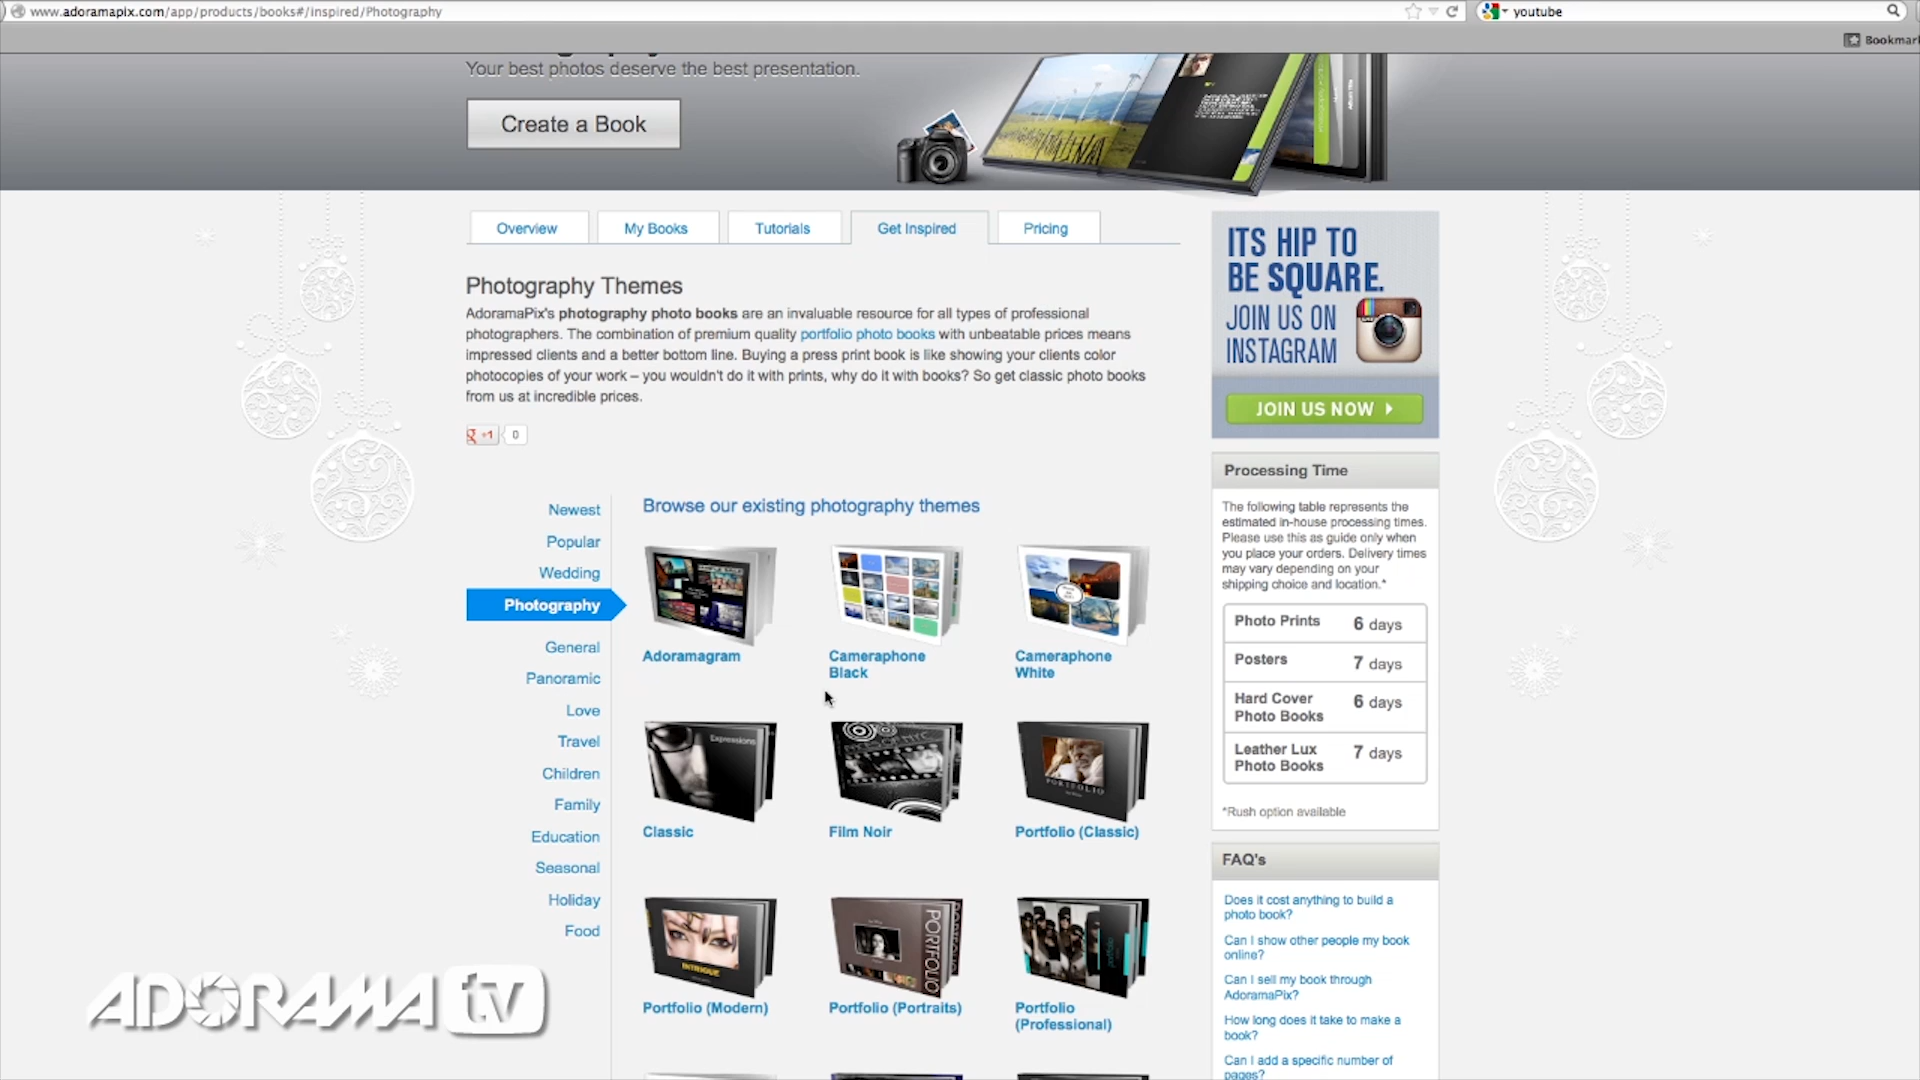 www.adoramapix.com/app/products/books#/inspired/Photography
youtube
Your best photos deserve the best presentation.
Create a Book
Overview
My Books
Tutorials
Get Inspired
Pricing
Photography Themes
AdoramaPix's photography photo books are an invaluable resource for all types of professional
photographers. The combination of premium quality portfolio photo books with unbeatable prices means
impressed clients and a better bottom line. Buying a press print book is like showing your clients color
photocopies of your work – you wouldn't do it with prints, why do it with books? So get classic photo books
from us at incredible prices.
g +1 0
Newest
Popular
Wedding
Photography
General
Panoramic
Love
Travel
Children
Family
Education
Seasonal
Holiday
Food
Browse our existing photography themes
Adoramagram
Cameraphone
Black
Cameraphone
White
Expressions
Classic
Film Noir
PORTFOLIO
Portfolio (Classic)
INTRIGUE
Portfolio (Modern)
PORTFOLIO
Portfolio (Portraits)
portfolio
Portfolio
(Professional)
ITS HIP TO
BE SQUARE.
JOIN US ON
INSTAGRAM
JOIN US NOW
Processing Time
The following table represents the
estimated in-house processing times.
Please use this as guide only when
you place your orders. Delivery times
may vary depending on your
shipping choice and location.*
Photo Prints 6 days
Posters 7 days
Hard Cover
Photo Books 6 days
Leather Lux
Photo Books 7 days
*Rush option available
FAQ's
Does it cost anything to build a
photo book?
Can I show other people my book
online?
Can I sell my book through
AdoramaPix?
How long does it take to make a
book?
Can I add a specific number of
pages?
ADORAMA tv